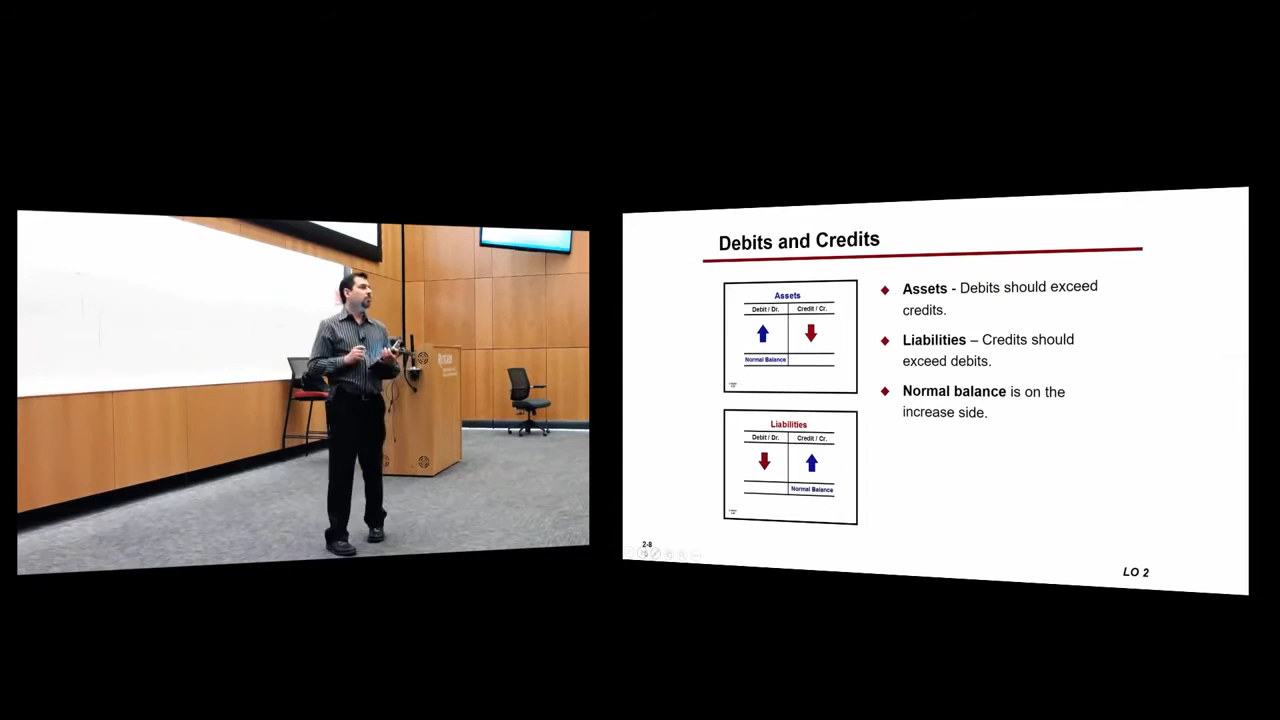 Debits and Credits
Assets
Debit / Dr. Credit / Cr.
Normal Balance
Liabilities
Debit / Dr. Credit / Cr.
Normal Balance
Assets - Debits should exceed
credits.
Liabilities – Credits should
exceed debits.
Normal balance is on the
increase side.
2-8
LO 2